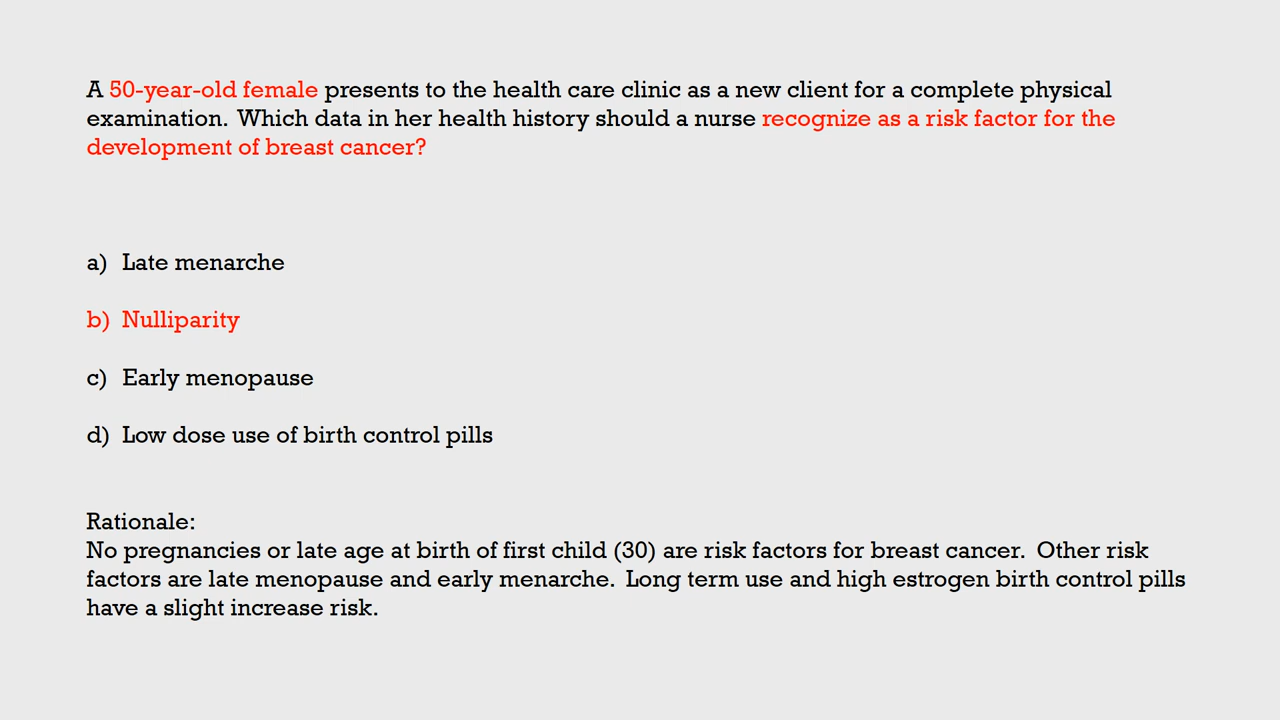 A 50-year-old female presents to the health care clinic as a new client for a complete physical
examination. Which data in her health history should a nurse recognize as a risk factor for the
development of breast cancer?
a) Late menarche
b) Nulliparity
c) Early menopause
d) Low dose use of birth control pills
Rationale:
No pregnancies or late age at birth of first child (30) are risk factors for breast cancer. Other risk
factors are late menopause and early menarche. Long term use and high estrogen birth control pills
have a slight increase risk.